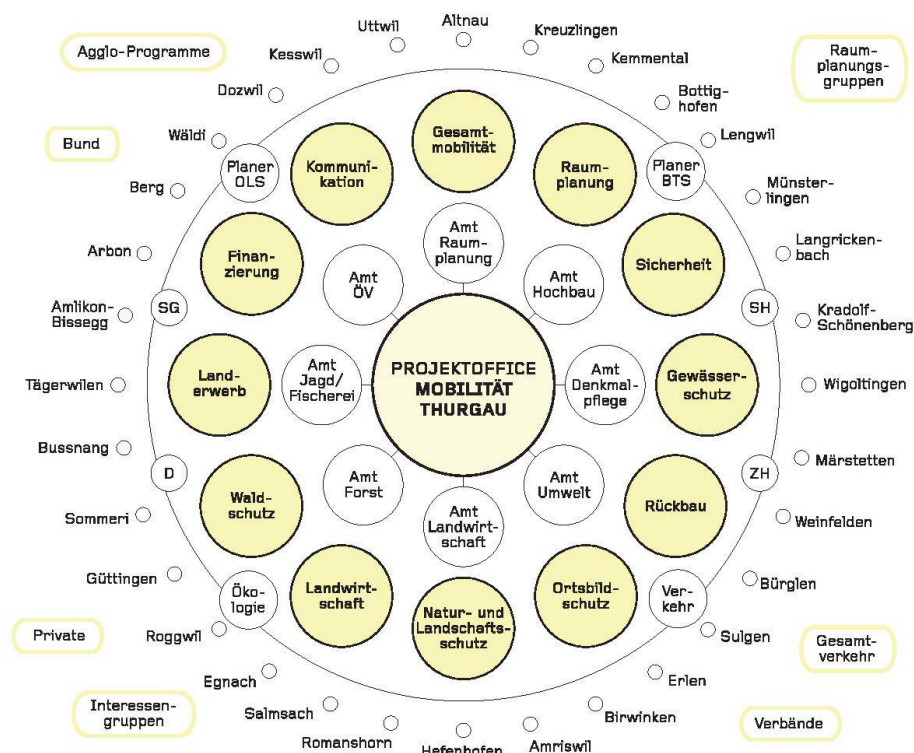 Altnau
Uttwil
Kreuzlingen
Agglo-Programme
Kesswil
Kemmental
Raum-
planungs-
gruppen
Dozwil
Bottig-
hofen
Wäldi
Lengwil
Bund
Planer
OLS
Kommuni-
kation
Gesamt-
mobilität
Raum-
planung
Planer
BTS
Berg
Münster-
lingen
Arbon
Finan-
zierung
Amt
ÖV
Amt
Raum-
planung
Amt
Hochbau
Sicherheit
Langricken-
bach
Amlikon-
Bissegg
SG
SH
Kradolf-
Schönenberg
Tägerwilen
Land-
erwerb
Amt
Jagd/
Fischerei
PROJEKTOFFICE
MOBILITÄT
THURGAU
Amt
Denkmal-
pflege
Gewässer-
schutz
Wigoltingen
Bussnang
D
ZH
Märstetten
Sommeri
Wald-
schutz
Amt
Forst
Amt
Landwirt-
schaft
Amt
Umwelt
Rückbau
Weinfelden
Güttingen
Öko-
logie
Landwirt-
schaft
Natur- und
Landschafts-
schutz
Ortsbild-
schutz
Ver-
kehr
Bürglen
Private
Roggwil
Sulgen
Gesamt-
verkehr
Egnach
Erlen
Interessen-
gruppen
Salmsach
Birwinken
Verbände
Romanshorn
Hefenhofen
Amriswil